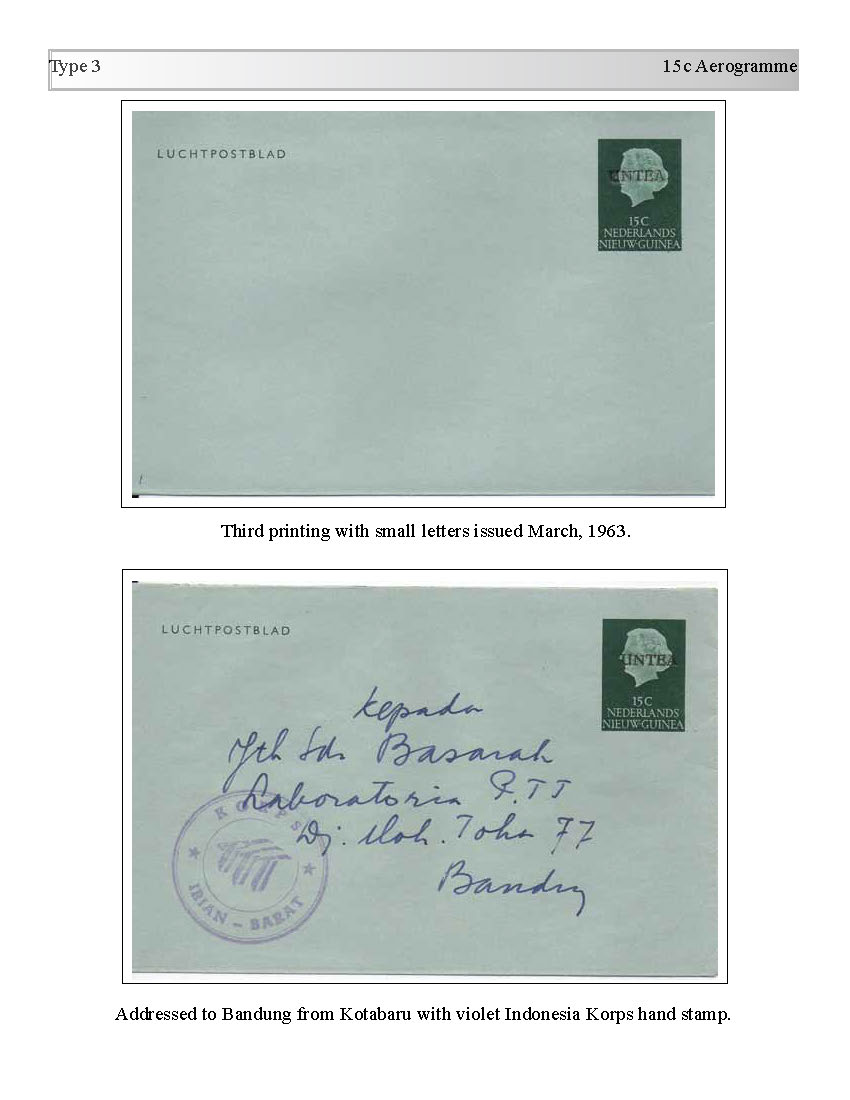 Type 3 15c Aerogramme
LUCHTPOSTBLAD
UNTEA
15 C
NEDERLANDS
NIEUW-GUINEA
Third printing with small letters issued March, 1963.
LUCHTPOSTBLAD
UNTEA
15 C
NEDERLANDS
NIEUW-GUINEA
kepada
Jth Sdr Basarah
Laboratoria P.T.T
Dj. Moh. Toha 77
Bandung
KORPS
IRIAN - BARAT
Addressed to Bandung from Kotabaru with violet Indonesia Korps hand stamp.